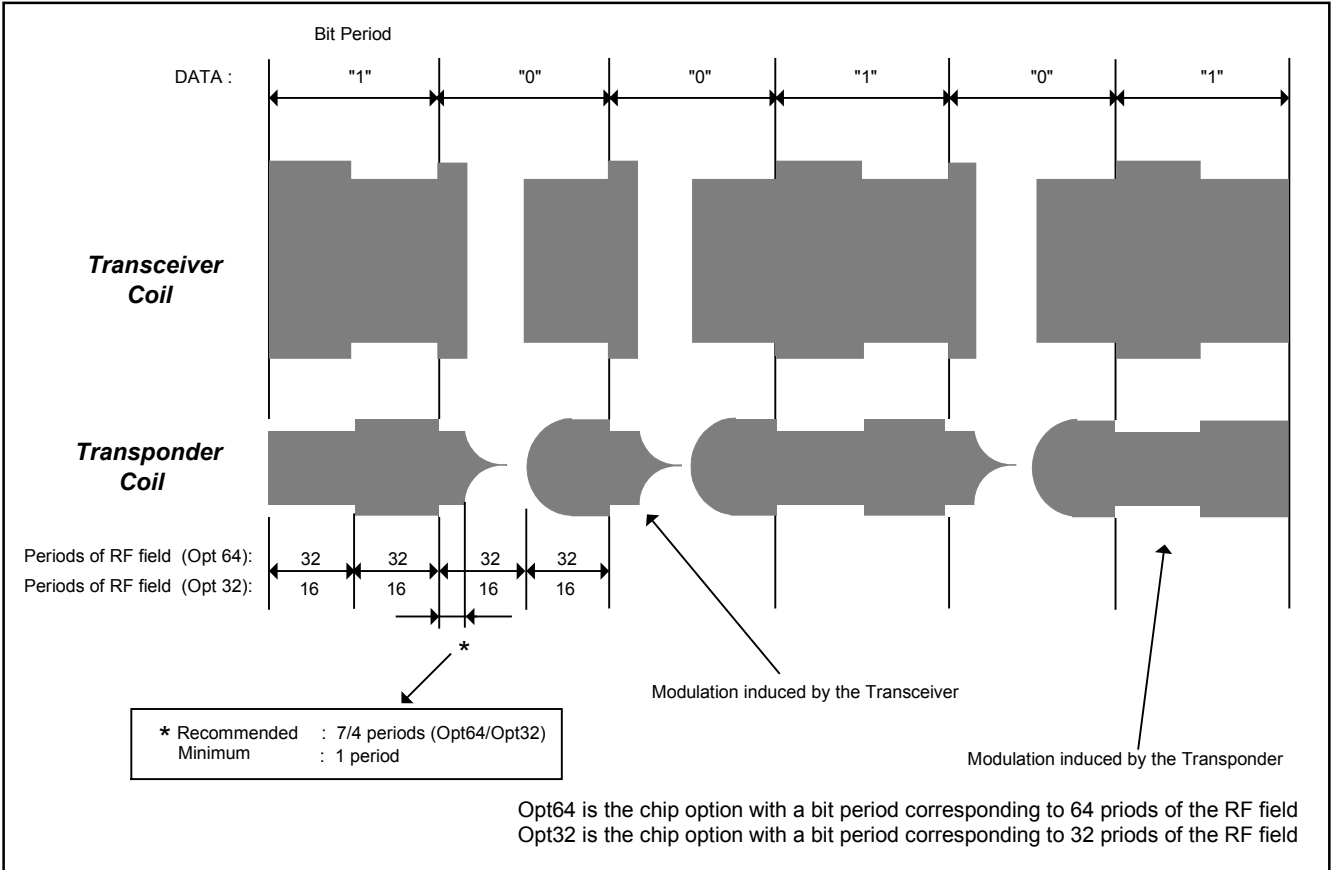 Bit Period
DATA : "1" "0" "0" "1" "0" "1"
Transceiver
Coil
Transponder
Coil
Periods of RF field (Opt 64): 32 32 32 32
Periods of RF field (Opt 32): 16 16 16 16
*
Modulation induced by the Transceiver
* Recommended : 7/4 periods (Opt64/Opt32)
Minimum : 1 period
Modulation induced by the Transponder
Opt64 is the chip option with a bit period corresponding to 64 priods of the RF field
Opt32 is the chip option with a bit period corresponding to 32 priods of the RF field